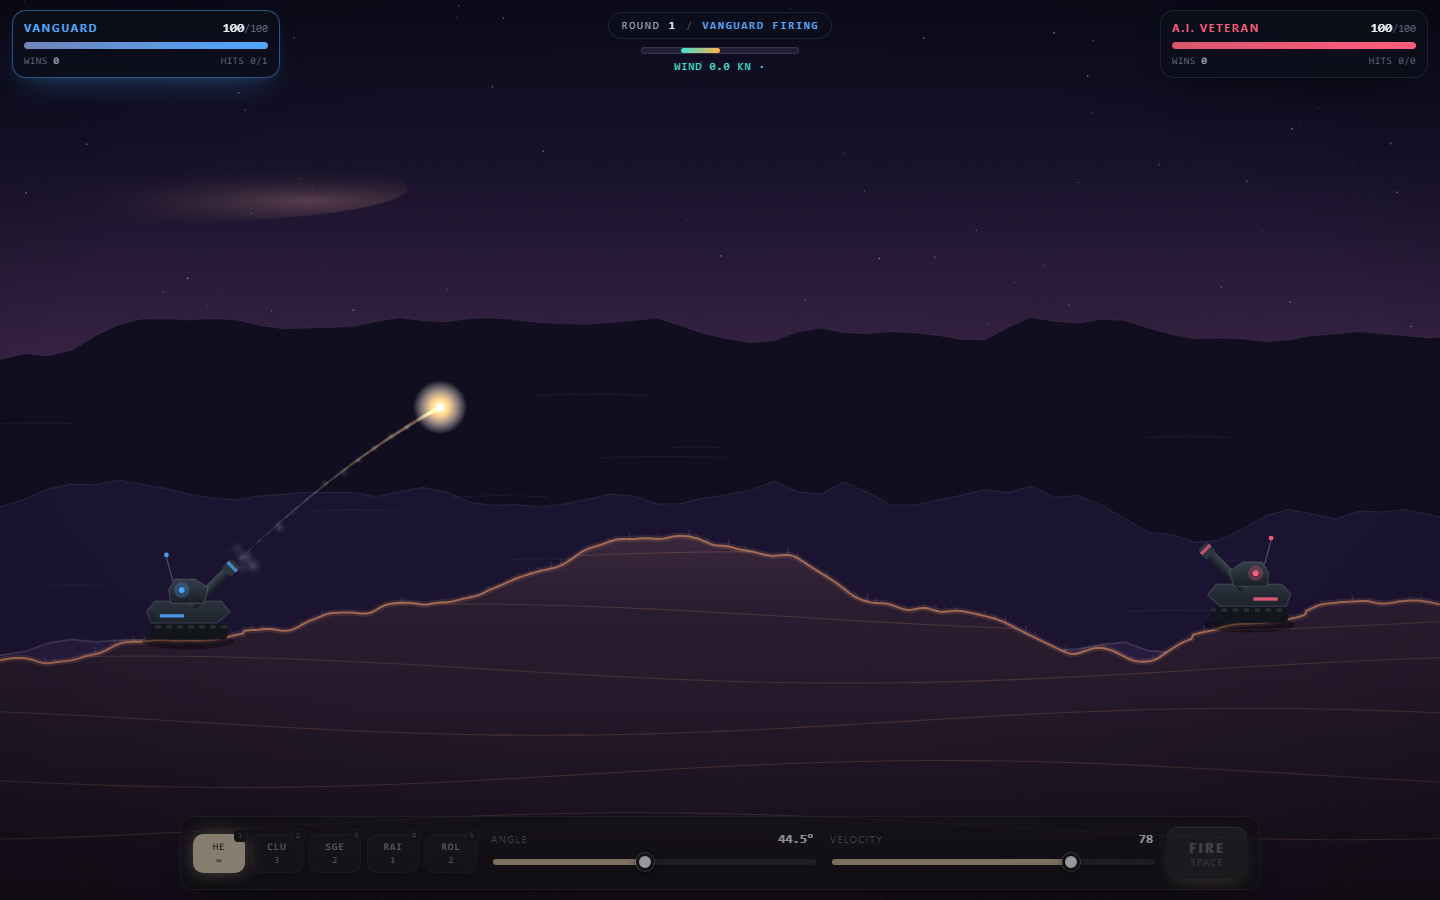 VANGUARD 100/100
WINS 0 HITS 0/1
ROUND 1 / VANGUARD FIRING
WIND 0.0 KN ·
A.I. VETERAN 100/100
WINS 0 HITS 0/0
1 2 3 4 5
HE CLU SGE RAI ROL
∞ 3 2 1 2
ANGLE 44.5°
VELOCITY 78
FIRE
SPACE